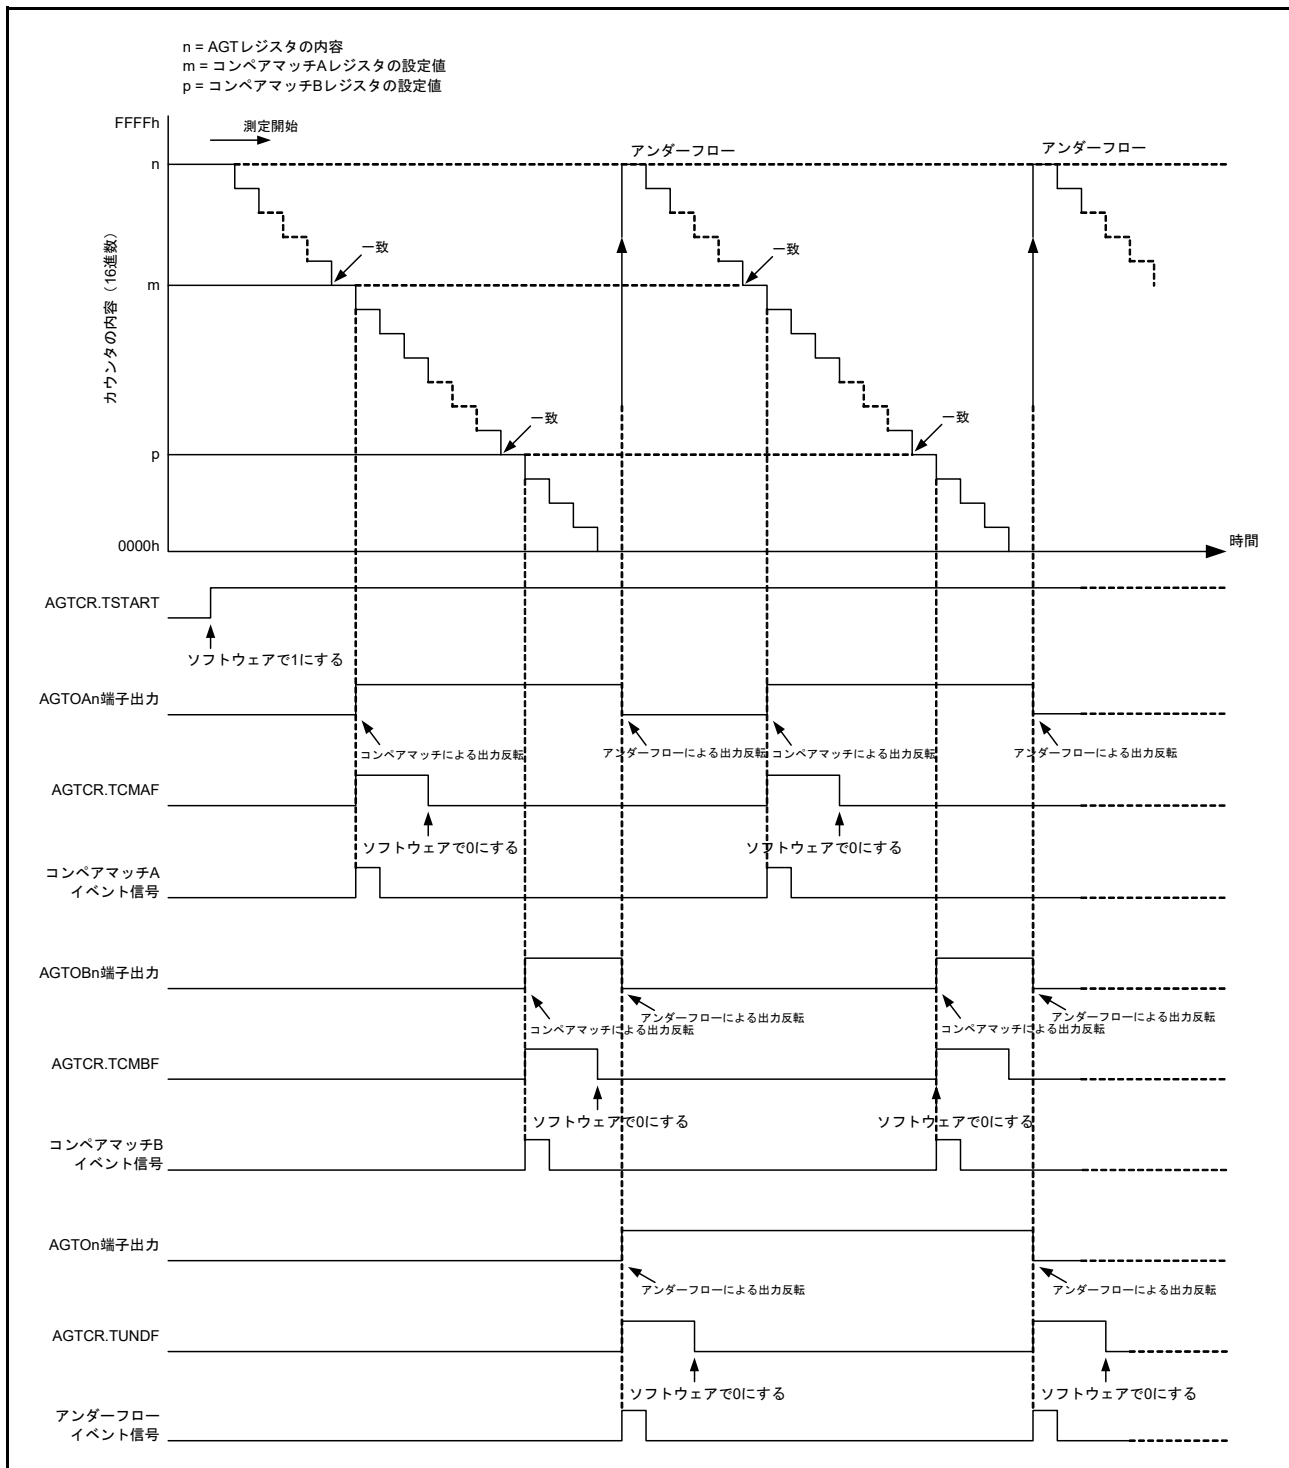 n = AGTレジスタの内容
m = コンペアマッチAレジスタの設定値
p = コンペアマッチBレジスタの設定値
FFFFh
測定開始
n
アンダーフロー
アンダーフロー
一致
一致
m
カウンタの内容（16進数）
一致
一致
p
0000h
時間
AGTCR.TSTART
ソフトウェアで1にする
AGTOAn端子出力
コンペアマッチによる出力反転
アンダーフローによる出力反転
コンペアマッチによる出力反転
アンダーフローによる出力反転
AGTCR.TCMAF
ソフトウェアで0にする
ソフトウェアで0にする
コンペアマッチA
イベント信号
AGTOBn端子出力
コンペアマッチによる出力反転
アンダーフローによる出力反転
コンペアマッチによる出力反転
アンダーフローによる出力反転
AGTCR.TCMBF
ソフトウェアで0にする
ソフトウェアで0にする
コンペアマッチB
イベント信号
AGTOn端子出力
アンダーフローによる出力反転
アンダーフローによる出力反転
AGTCR.TUNDF
ソフトウェアで0にする
ソフトウェアで0にする
アンダーフロー
イベント信号